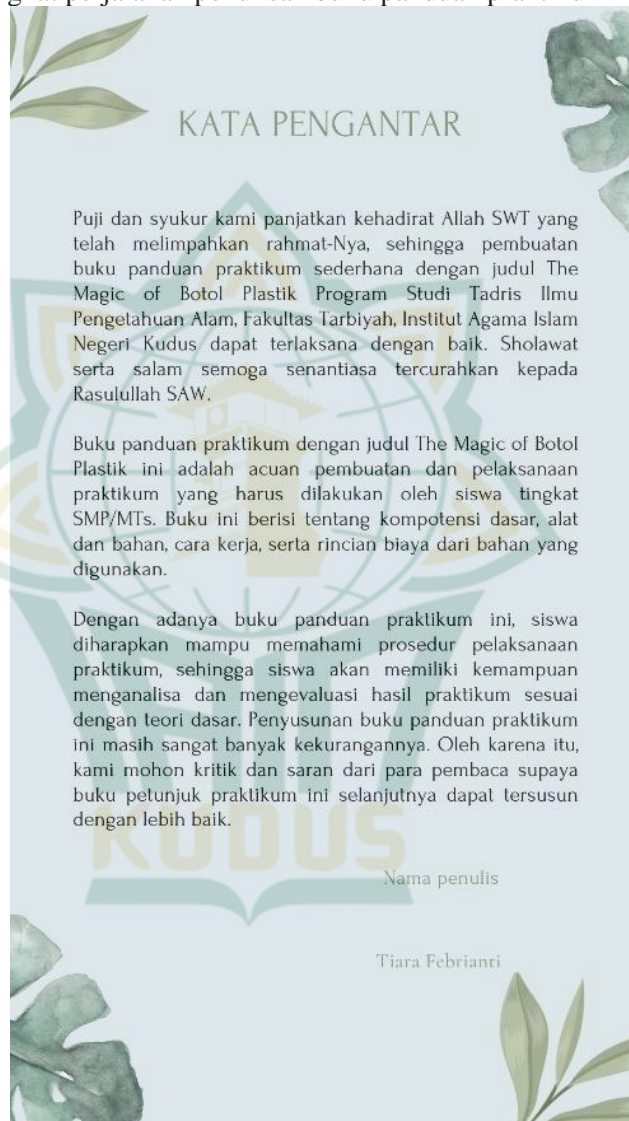 KATA PENGANTAR
Puji dan syukur kami panjatkan kehadirat Allah SWT yang
telah melimpahkan rahmat-Nya, sehingga pembuatan
buku panduan praktikum sederhana dengan judul The
Magic of Botol Plastik Program Studi Tadris Ilmu
Pengetahuan Alam, Fakultas Tarbiyah, Institut Agama Islam
Negeri Kudus dapat terlaksana dengan baik. Sholawat
serta salam semoga senantiasa tercurahkan kepada
Rasulullah SAW.
Buku panduan praktikum dengan judul The Magic of Botol
Plastik ini adalah acuan pembuatan dan pelaksanaan
praktikum yang harus dilakukan oleh siswa tingkat
SMP/MTs. Buku ini berisi tentang kompotensi dasar, alat
dan bahan, cara kerja, serta rincian biaya dari bahan yang
digunakan.
Dengan adanya buku panduan praktikum ini, siswa
diharapkan mampu memahami prosedur pelaksanaan
praktikum, sehingga siswa akan memiliki kemampuan
menganalisa dan mengevaluasi hasil praktikum sesuai
dengan teori dasar. Penyusunan buku panduan praktikum
ini masih sangat banyak kekurangannya. Oleh karena itu,
kami mohon kritik dan saran dari para pembaca supaya
buku petunjuk praktikum ini selanjutnya dapat tersusun
dengan lebih baik.
KUDUS
Nama penulis
Tiara Febrianti